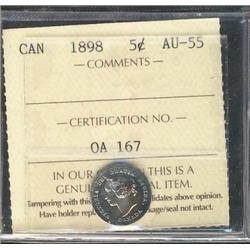 CAN 1898 5¢ AU-55
— COMMENTS —
— CERTIFICATION NO. —
OA 167
IN OUR THIS IS A
GENU AL ITEM.
Tampering with this idates above opinion.
Have holder repl age/seal not intact.